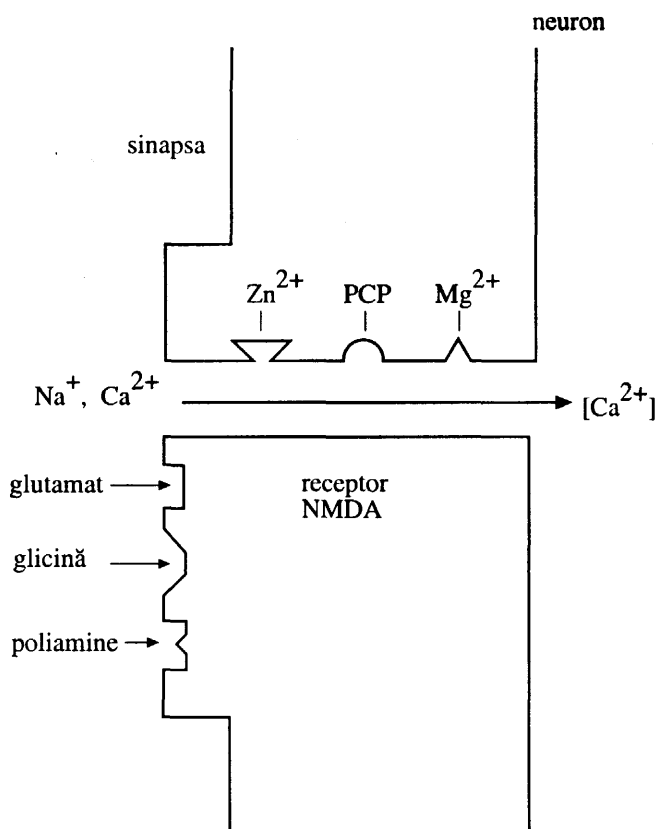 neuron
sinapsa
Zn2+ PCP Mg2+
Na+, Ca2+ [Ca2+]
glutamat
receptor
NMDA
glicină
poliamine